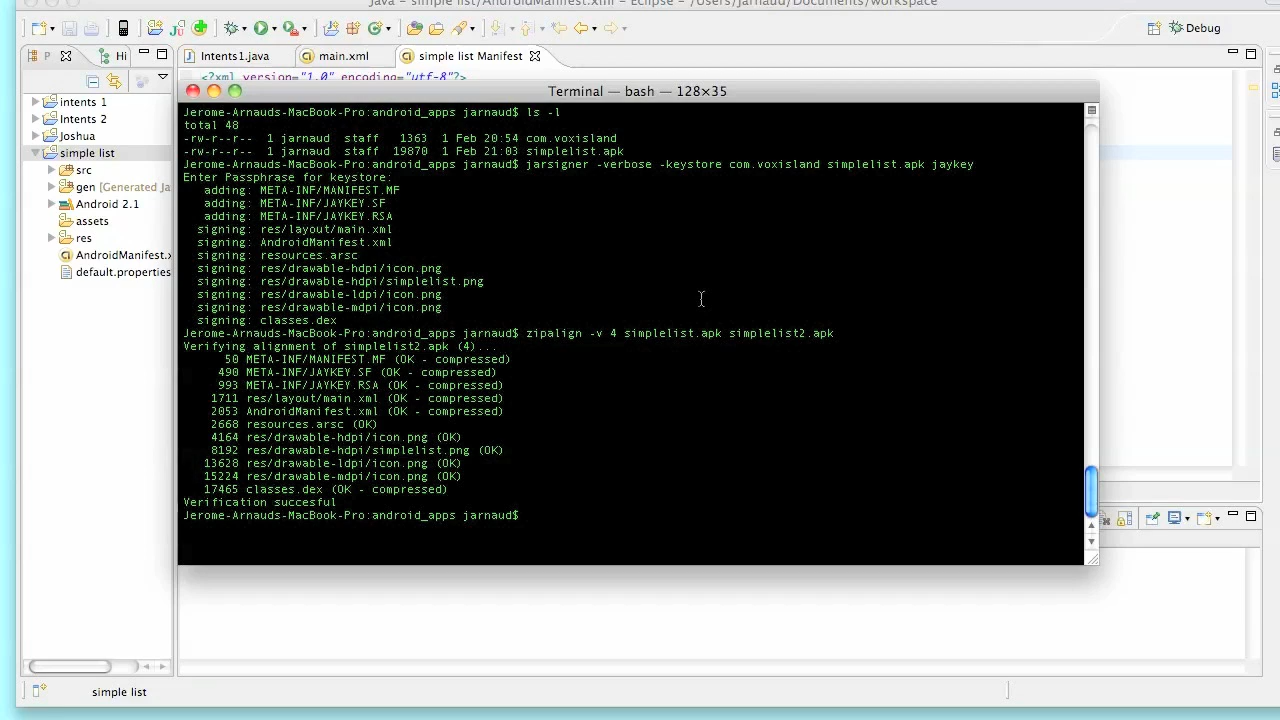 Java - simple list/AndroidManifest.xml - Eclipse - /Users/jarnaud/Documents/workspace
Debug
P
Hi
Intents1.java
main.xml
simple list Manifest
<?xml version="1.0" encoding="utf-8"?>
Intents 1
Intents 2
Joshua
simple list
src
gen [Generated Ja
Android 2.1
assets
res
AndroidManifest.x
default.properties
Terminal — bash — 128×35
Jerome-Arnauds-MacBook-Pro:android_apps jarnaud$ ls -l
total 48
-rw-r--r--  1 jarnaud  staff   1363  1 Feb 20:54 com.voxisland
-rw-r--r--  1 jarnaud  staff  19870  1 Feb 21:03 simplelist.apk
Jerome-Arnauds-MacBook-Pro:android_apps jarnaud$ jarsigner -verbose -keystore com.voxisland simplelist.apk jaykey
Enter Passphrase for keystore:
adding: META-INF/MANIFEST.MF
adding: META-INF/JAYKEY.SF
adding: META-INF/JAYKEY.RSA
signing: res/layout/main.xml
signing: AndroidManifest.xml
signing: resources.arsc
signing: res/drawable-hdpi/icon.png
signing: res/drawable-hdpi/simplelist.png
signing: res/drawable-ldpi/icon.png
signing: res/drawable-mdpi/icon.png
signing: classes.dex
Jerome-Arnauds-MacBook-Pro:android_apps jarnaud$ zipalign -v 4 simplelist.apk simplelist2.apk
Verifying alignment of simplelist2.apk (4)...
50 META-INF/MANIFEST.MF (OK - compressed)
490 META-INF/JAYKEY.SF (OK - compressed)
993 META-INF/JAYKEY.RSA (OK - compressed)
1711 res/layout/main.xml (OK - compressed)
2053 AndroidManifest.xml (OK - compressed)
2668 resources.arsc (OK)
4164 res/drawable-hdpi/icon.png (OK)
8192 res/drawable-hdpi/simplelist.png (OK)
13628 res/drawable-ldpi/icon.png (OK)
15224 res/drawable-mdpi/icon.png (OK)
17465 classes.dex (OK - compressed)
Verification succesful
Jerome-Arnauds-MacBook-Pro:android_apps jarnaud$
simple list